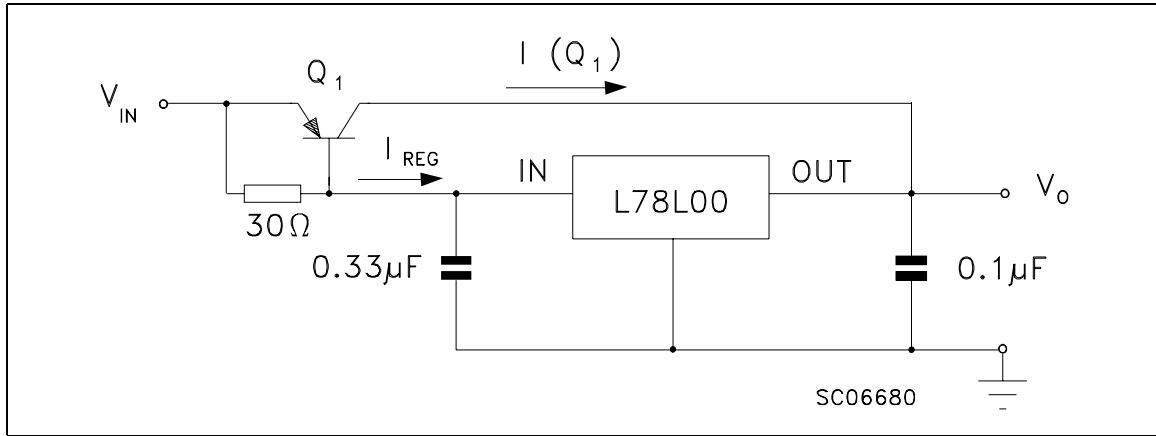 I (Q1)
Q1
VIN
IREG
IN
L78L00
OUT
VO
30Ω
0.33µF
0.1µF
SC06680